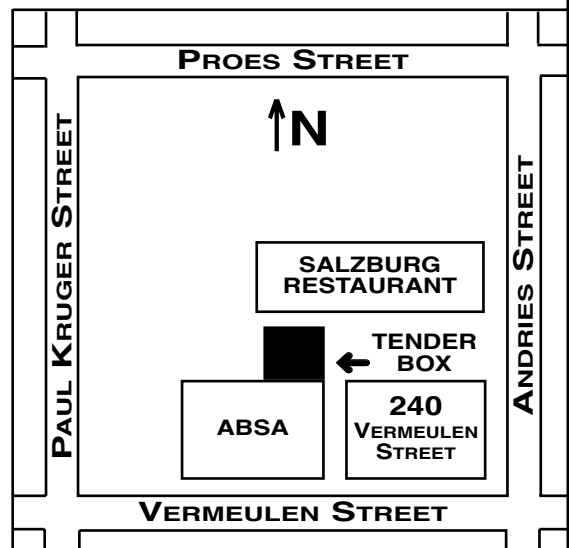 PROES STREET
N
PAUL KRUGER STREET
ANDRIES STREET
SALZBURG
RESTAURANT
TENDER
BOX
ABSA
240
VERMEULEN
STREET
VERMEULEN STREET